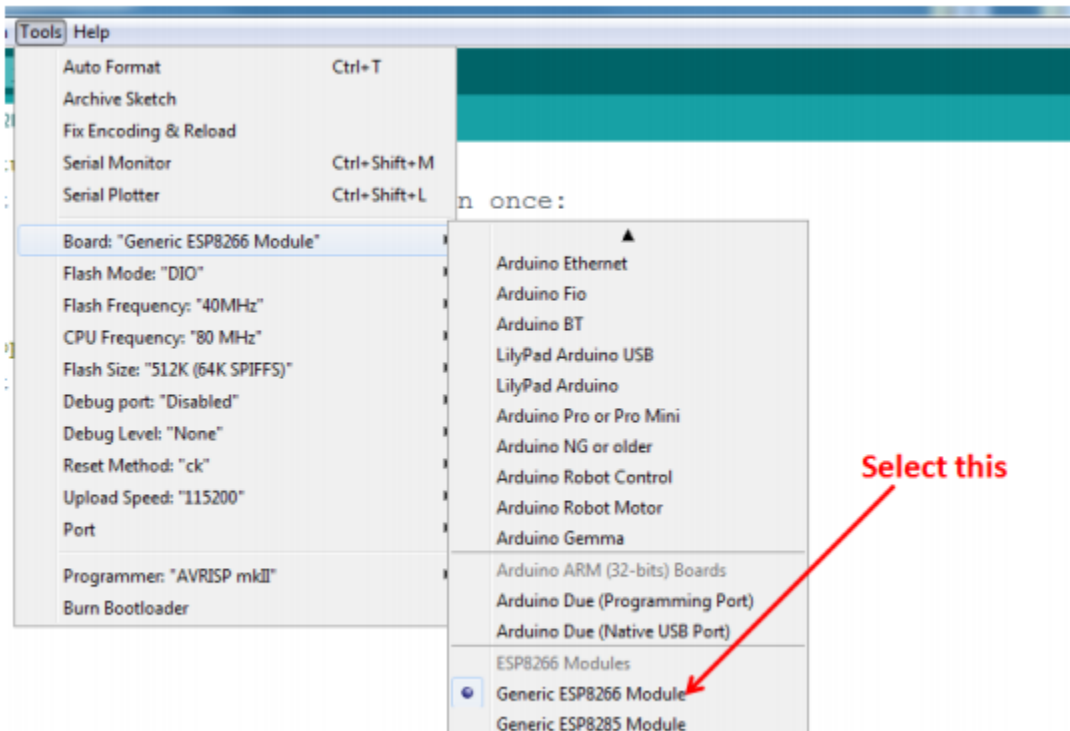 Tools Help
Auto Format Ctrl+T
Archive Sketch
Fix Encoding & Reload
Serial Monitor Ctrl+Shift+M
Serial Plotter Ctrl+Shift+L
n once:
Board: "Generic ESP8266 Module"
Flash Mode: "DIO"
Flash Frequency: "40MHz"
CPU Frequency: "80 MHz"
Flash Size: "512K (64K SPIFFS)"
Debug port: "Disabled"
Debug Level: "None"
Reset Method: "ck"
Upload Speed: "115200"
Port
Programmer: "AVRISP mkII"
Burn Bootloader
Arduino Ethernet
Arduino Fio
Arduino BT
LilyPad Arduino USB
LilyPad Arduino
Arduino Pro or Pro Mini
Arduino NG or older
Arduino Robot Control
Arduino Robot Motor
Arduino Gemma
Arduino ARM (32-bits) Boards
Arduino Due (Programming Port)
Arduino Due (Native USB Port)
ESP8266 Modules
Generic ESP8266 Module
Generic ESP8285 Module
Select this